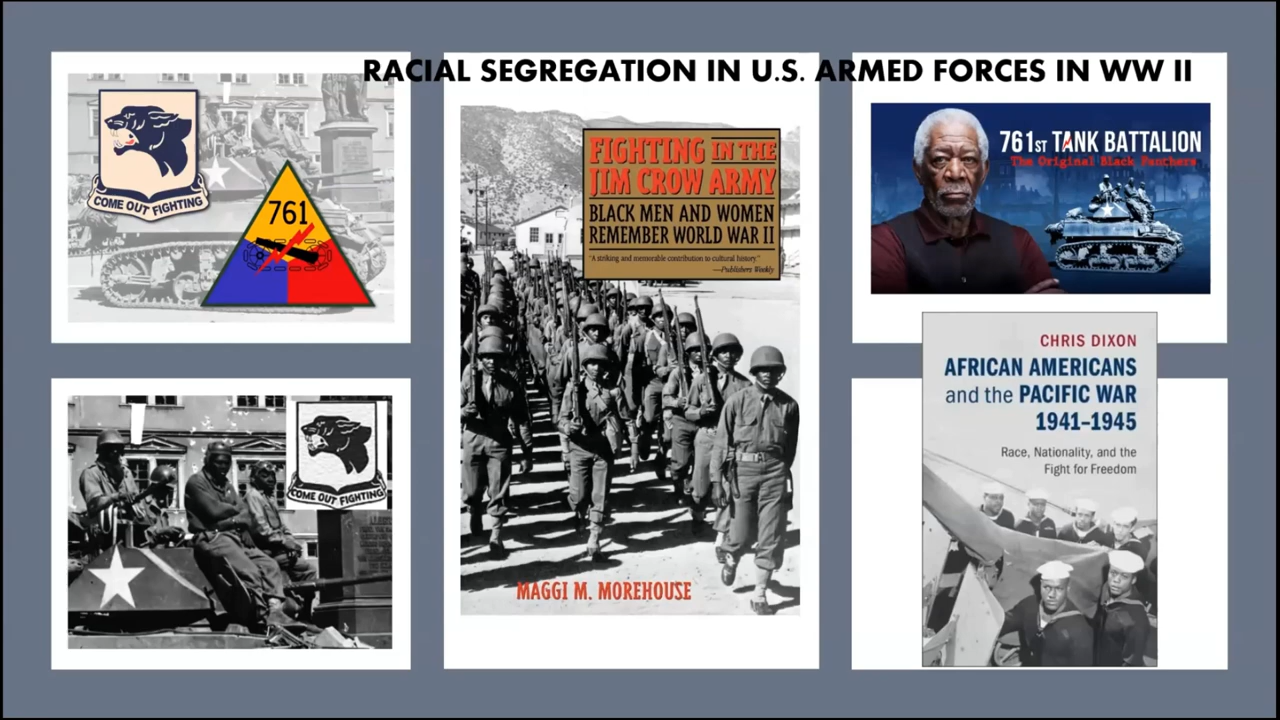 RACIAL SEGREGATION IN U.S. ARMED FORCES IN WW II
COME OUT FIGHTING
761
FIGHTING IN THE
JIM CROW ARMY
BLACK MEN AND WOMEN
REMEMBER WORLD WAR II
"A striking and memorable contribution to cultural history."
—Publishers Weekly
MAGGI M. MOREHOUSE
761ST TANK BATTALION
The Original Black Panthers
COME OUT FIGHTING
CHRIS DIXON
AFRICAN AMERICANS
and the PACIFIC WAR
1941–1945
Race, Nationality, and the
Fight for Freedom